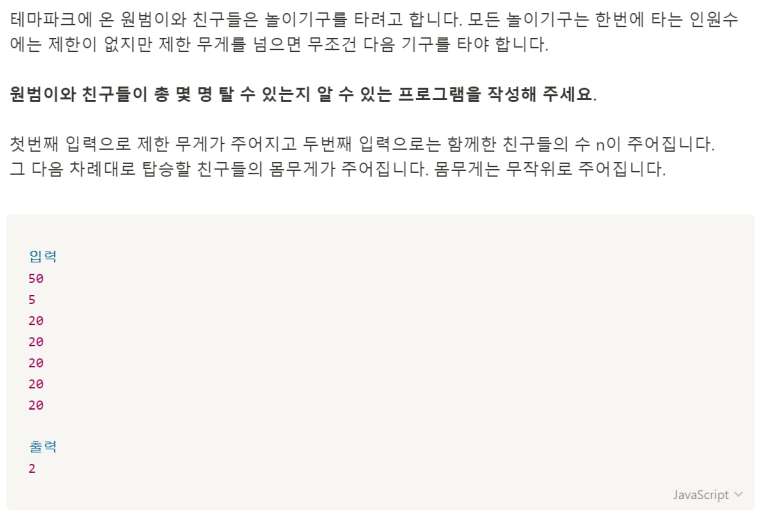 테마파크에 온 원범이와 친구들은 놀이기구를 타려고 합니다. 모든 놀이기구는 한번에 타는 인원수
에는 제한이 없지만 제한 무게를 넘으면 무조건 다음 기구를 타야 합니다.
원범이와 친구들이 총 몇 명 탈 수 있는지 알 수 있는 프로그램을 작성해 주세요.
첫번째 입력으로 제한 무게가 주어지고 두번째 입력으로는 함께한 친구들의 수 n이 주어집니다.
그 다음 차례대로 탑승할 친구들의 몸무게가 주어집니다. 몸무게는 무작위로 주어집니다.
입력
50
5
20
20
20
20
20
출력
2
JavaScript